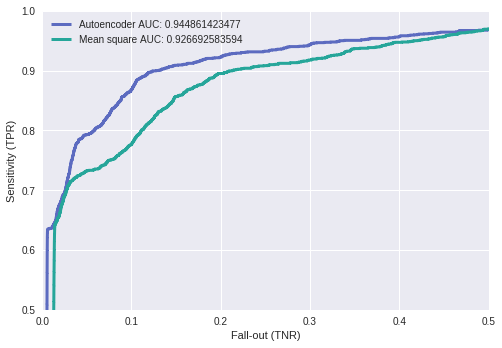 1.0
0.9
0.8
0.7
0.6
0.5
Sensitivity (TPR)
Autoencoder AUC: 0.944861423477
Mean square AUC: 0.926692583594
0.0 0.1 0.2 0.3 0.4 0.5
Fall-out (TNR)